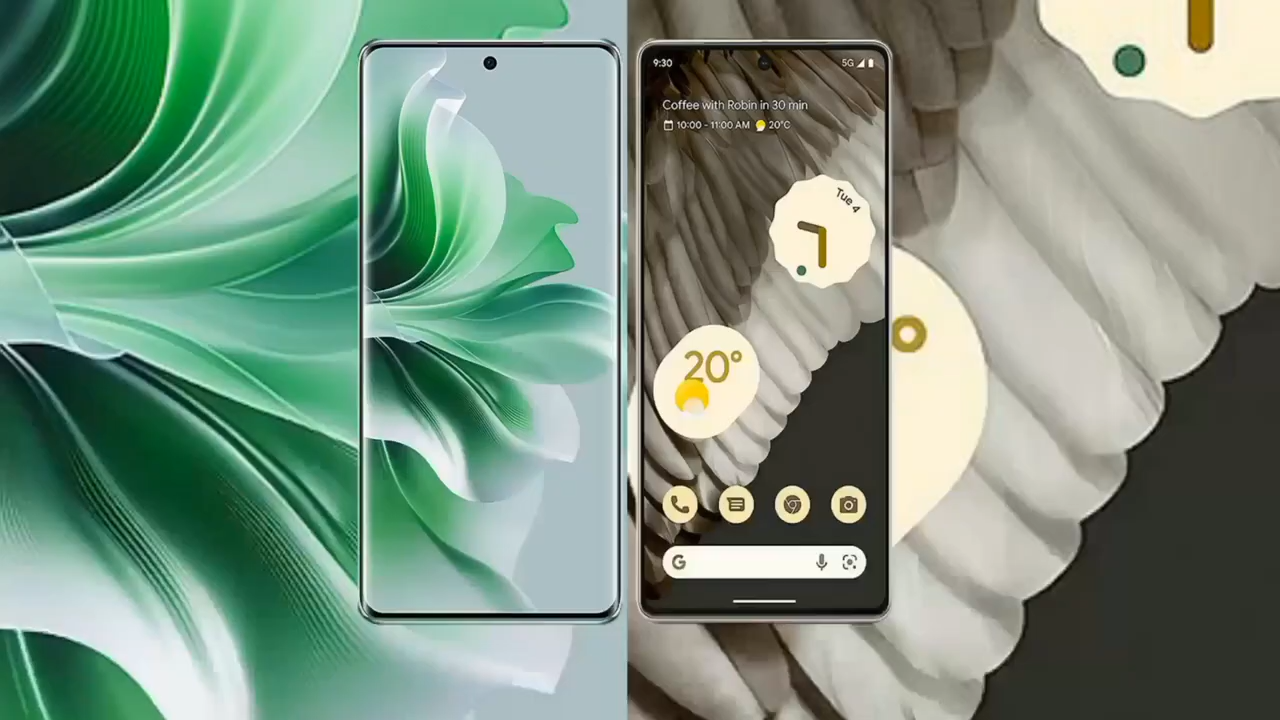 9:30
5G
Coffee with Robin in 30 min
10:00 - 11:00 AM 20°C
Tue 4
20°
G